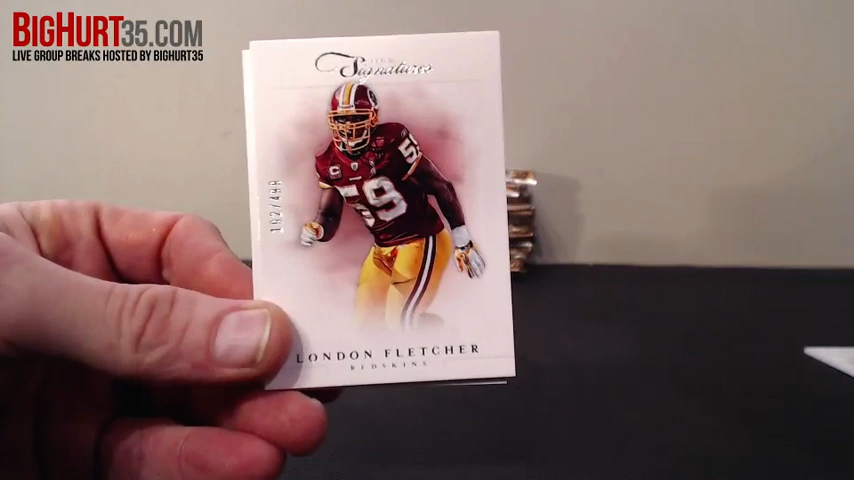 BIGHURT35.COM
LIVE GROUP BREAKS HOSTED BY BIGHURT35
Signatures
59
59
192/499
LONDON FLETCHER
REDSKINS